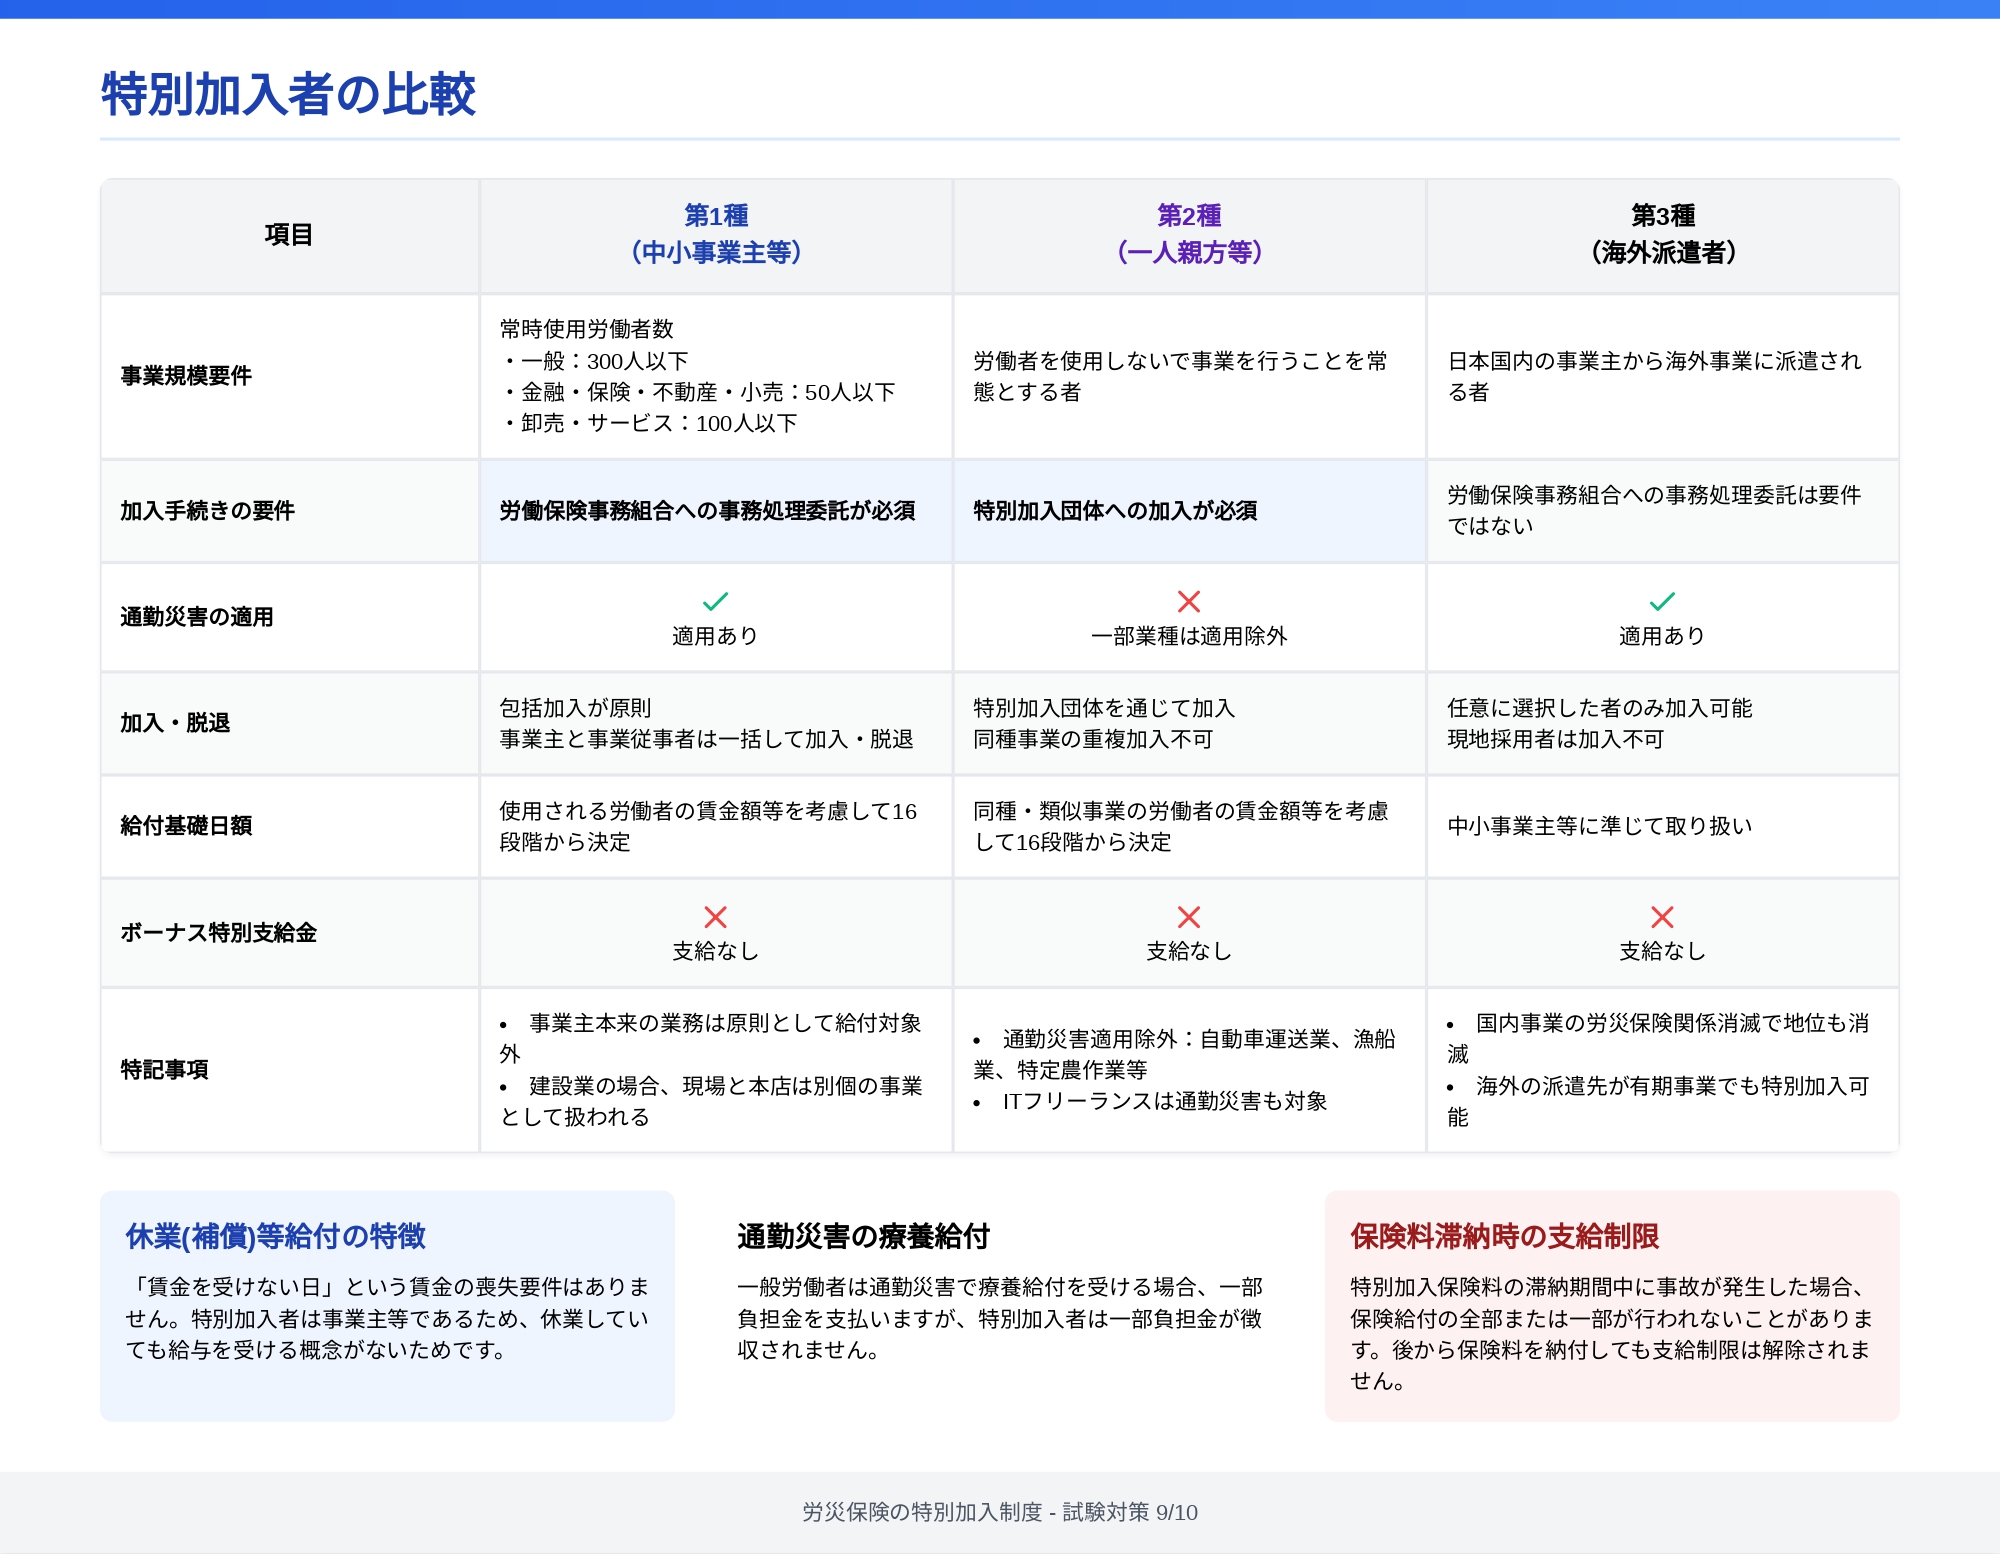 特別加入者の比較
項目
第1種
（中小事業主等）
第2種
（一人親方等）
第3種
（海外派遣者）
事業規模要件
常時使用労働者数
・一般：300人以下
・金融・保険・不動産・小売：50人以下
・卸売・サービス：100人以下
労働者を使用しないで事業を行うことを常
態とする者
日本国内の事業主から海外事業に派遣され
る者
加入手続きの要件
労働保険事務組合への事務処理委託が必須
特別加入団体への加入が必須
労働保険事務組合への事務処理委託は要件
ではない
通勤災害の適用
適用あり
一部業種は適用除外
適用あり
加入・脱退
包括加入が原則
事業主と事業従事者は一括して加入・脱退
特別加入団体を通じて加入
同種事業の重複加入不可
任意に選択した者のみ加入可能
現地採用者は加入不可
給付基礎日額
使用される労働者の賃金額等を考慮して16
段階から決定
同種・類似事業の労働者の賃金額等を考慮
して16段階から決定
中小事業主等に準じて取り扱い
ボーナス特別支給金
支給なし
支給なし
支給なし
特記事項
• 事業主本来の業務は原則として給付対象
外
• 建設業の場合、現場と本店は別個の事業
として扱われる
• 通勤災害適用除外：自動車運送業、漁船
業、特定農作業等
• ITフリーランスは通勤災害も対象
• 国内事業の労災保険関係消滅で地位も消
滅
• 海外の派遣先が有期事業でも特別加入可
能
休業(補償)等給付の特徴
「賃金を受けない日」という賃金の喪失要件はありま
せん。特別加入者は事業主等であるため、休業してい
ても給与を受ける概念がないためです。
通勤災害の療養給付
一般労働者は通勤災害で療養給付を受ける場合、一部
負担金を支払いますが、特別加入者は一部負担金が徴
収されません。
保険料滞納時の支給制限
特別加入保険料の滞納期間中に事故が発生した場合、
保険給付の全部または一部が行われないことがありま
す。後から保険料を納付しても支給制限は解除されま
せん。
労災保険の特別加入制度 - 試験対策 9/10